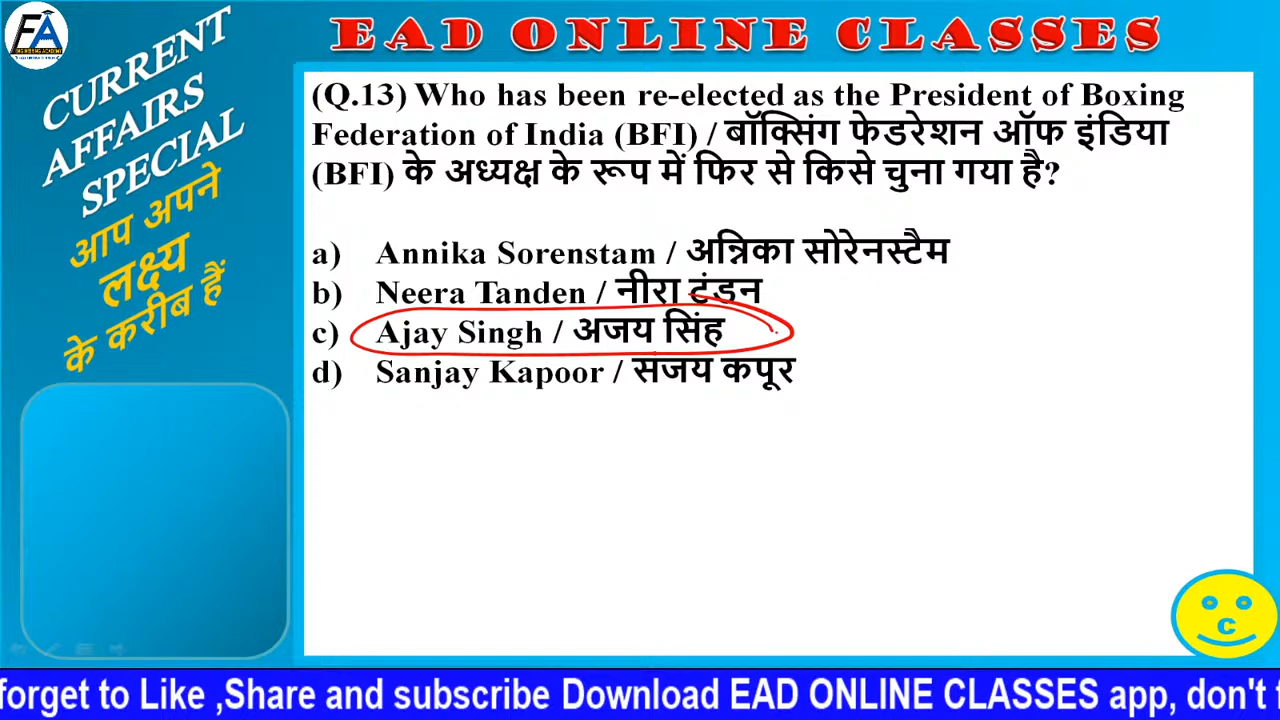 FA
ENGINEERING ACADEMY
CURRENT
AFFAIRS
SPECIAL
आप अपने
लक्ष्य
के करीब हैं
EAD ONLINE CLASSES
(Q.13) Who has been re-elected as the President of Boxing
Federation of India (BFI) / बॉक्सिंग फेडरेशन ऑफ इंडिया
(BFI) के अध्यक्ष के रूप में फिर से किसे चुना गया है?
a) Annika Sorenstam / अन्निका सोरेनस्टैम
b) Neera Tanden / नीरा टंडन
c) Ajay Singh / अजय सिंह
d) Sanjay Kapoor / संजय कपूर
c
forget to Like ,Share and subscribe Download EAD ONLINE CLASSES app, don't